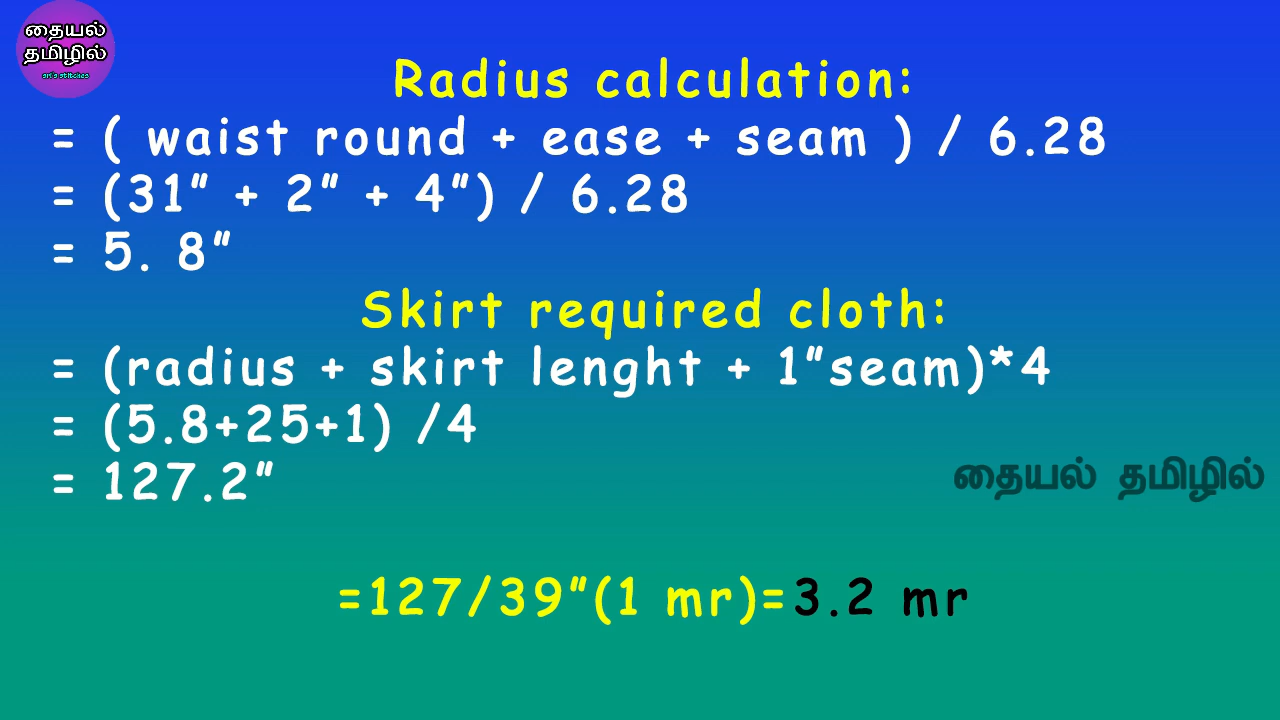 தையல்
தமிழில்
sri's stitches
Radius calculation:
= ( waist round + ease + seam ) / 6.28
= (31" + 2" + 4") / 6.28
= 5. 8"
Skirt required cloth:
= (radius + skirt lenght + 1"seam)*4
= (5.8+25+1) /4
= 127.2"
தையல் தமிழில்
=127/39"(1 mr)=3.2 mr